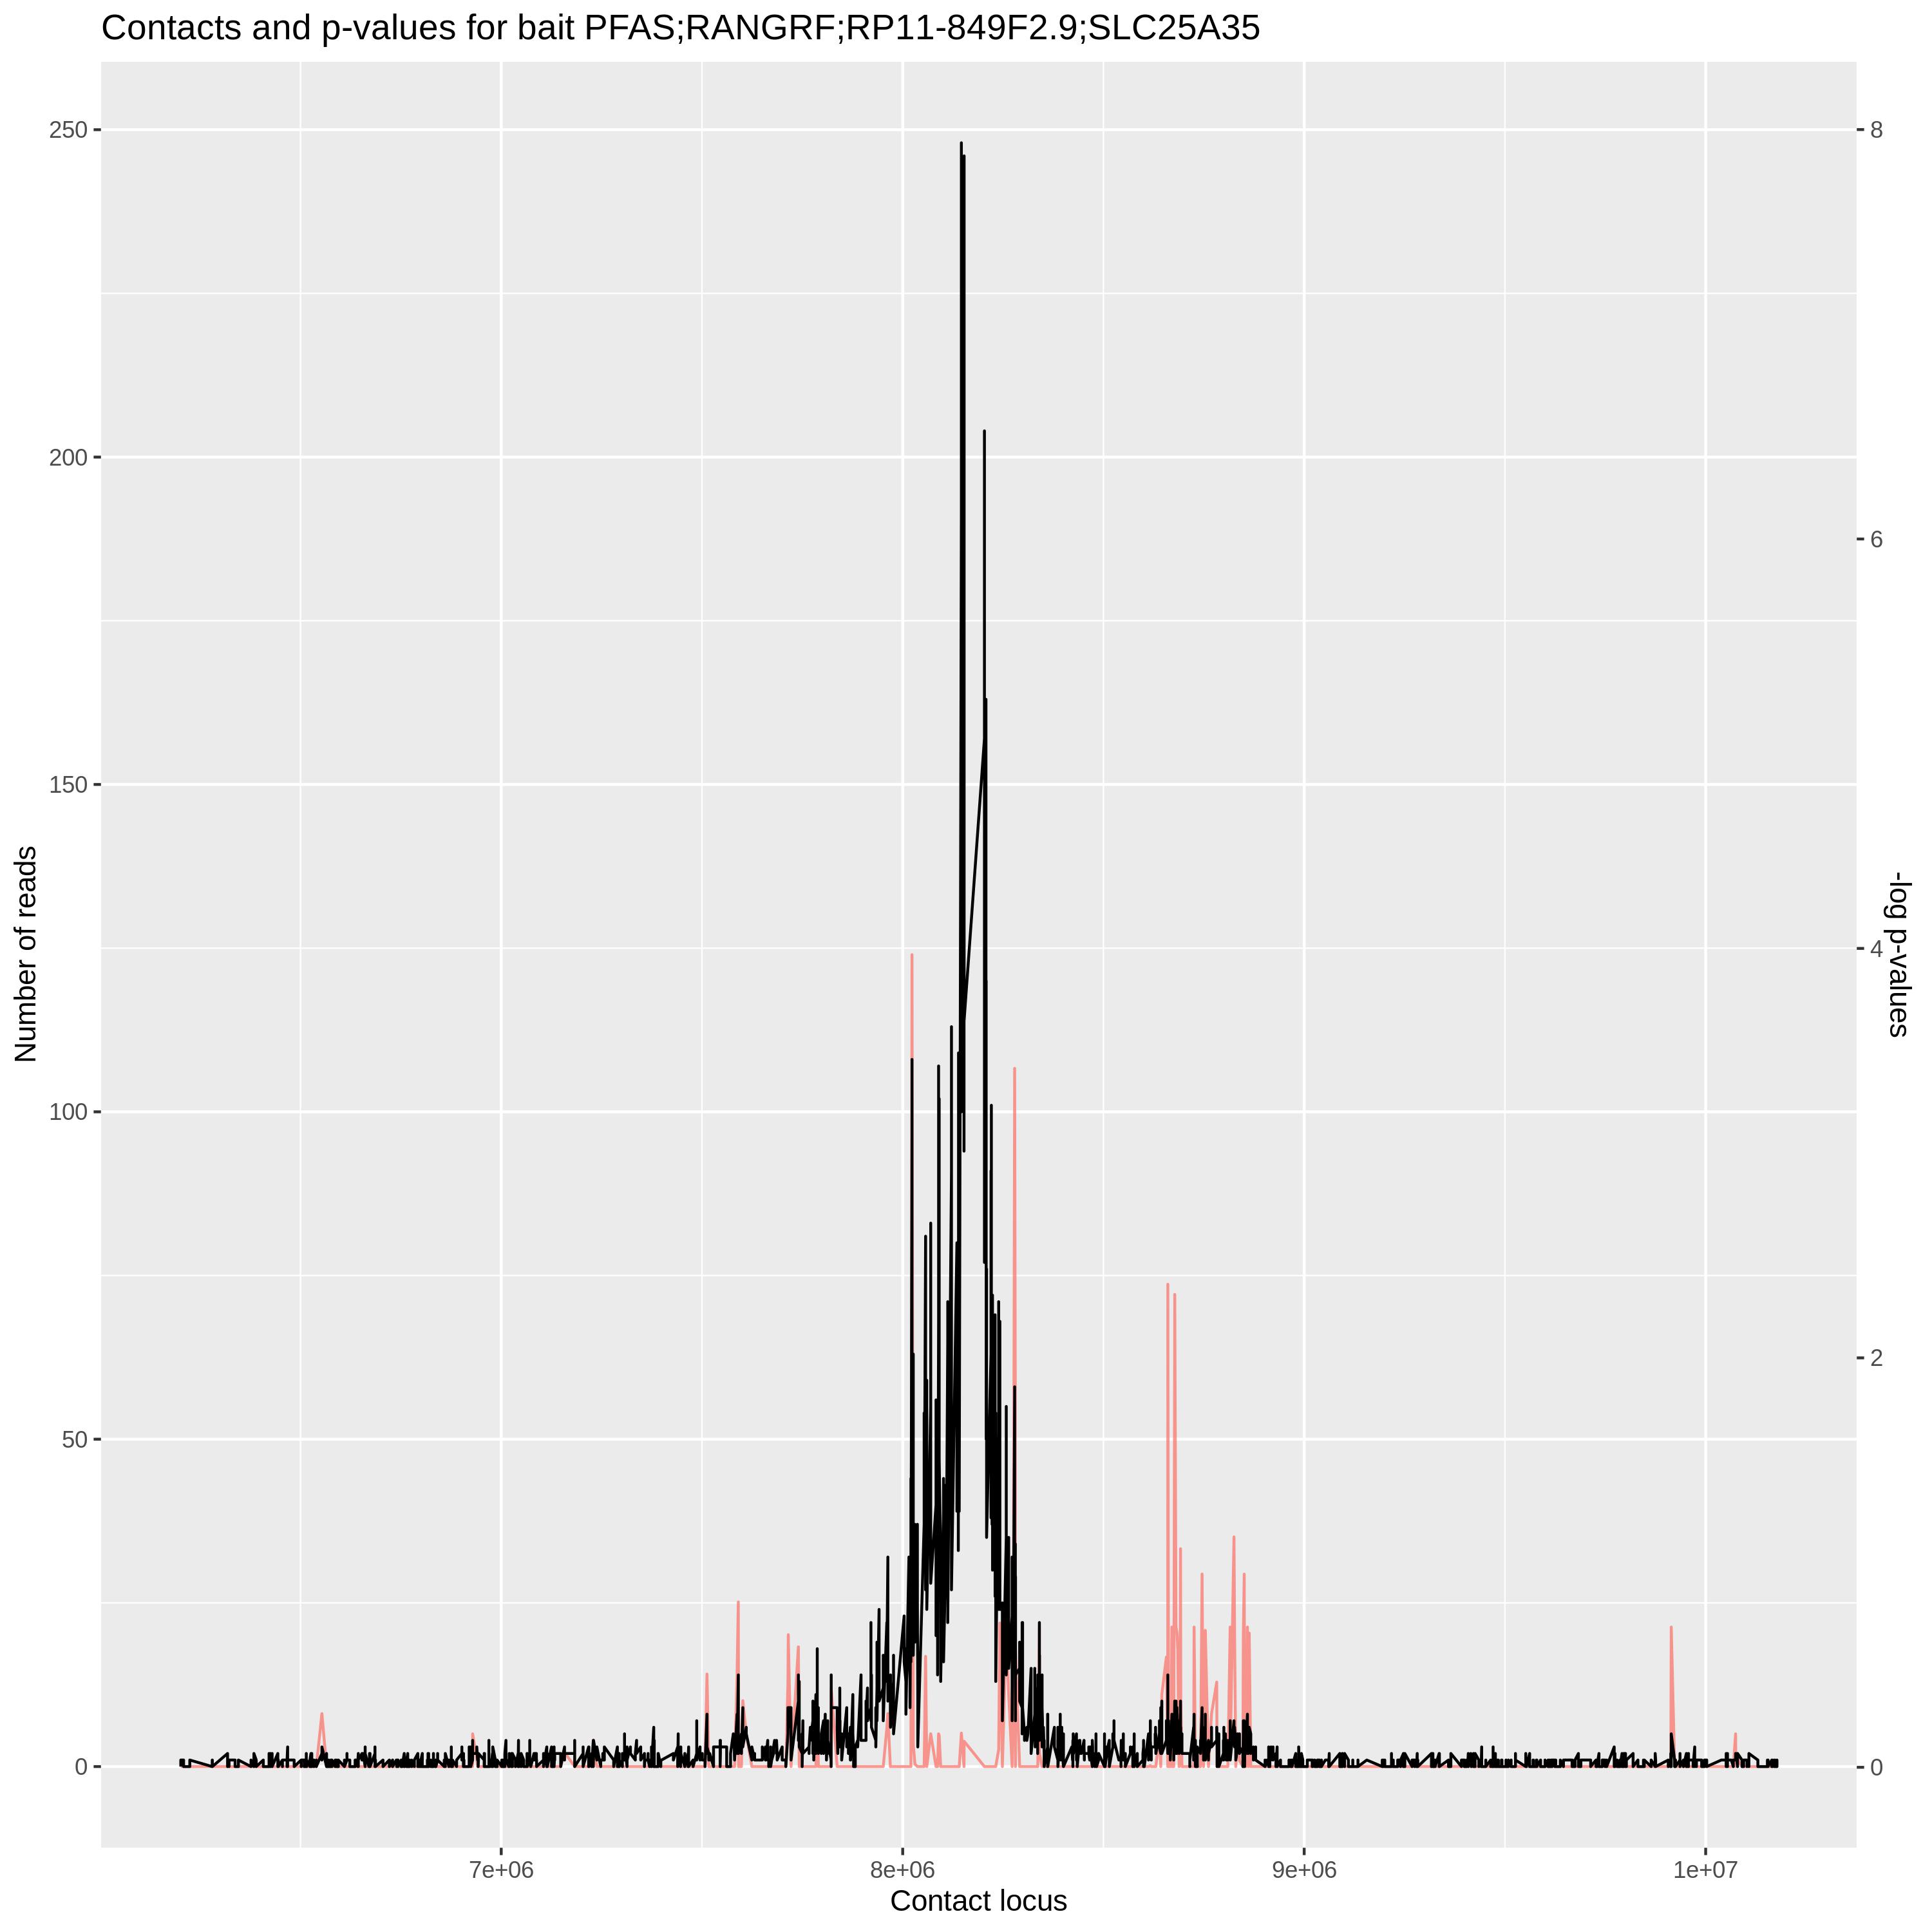 Contacts and p-values for bait PFAS;RANGRF;RP11-849F2.9;SLC25A35
250
200
150
100
50
0
Number of reads
8
6
4
2
0
-log p-values
7e+06 8e+06 9e+06 1e+07
Contact locus